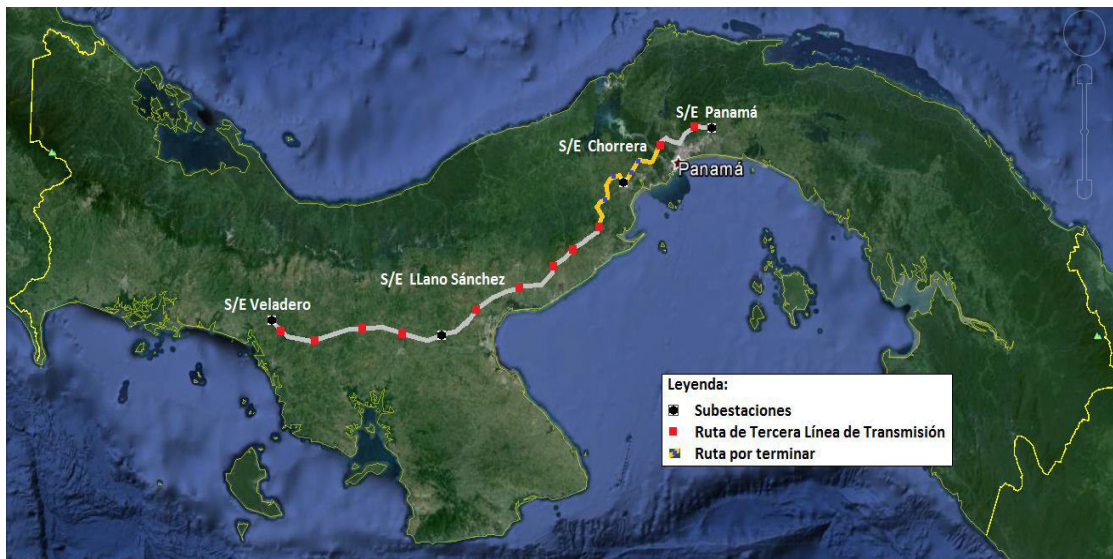 S/E Panamá
S/E Chorrera
Panamá
S/E LLano Sánchez
S/E Veladero
Leyenda:
Subestaciones
Ruta de Tercera Línea de Transmisión
Ruta por terminar